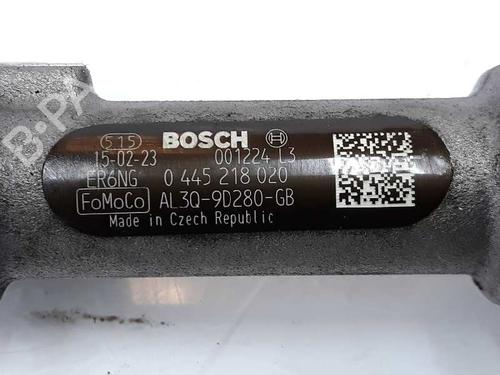 515 BOSCH
15-02-23 001224 L3
ER6NG 0 445 218 020
FoMoCo AL3Q-9D280-GB
Made in Czech Republic
B-PA